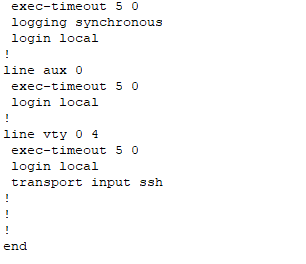 exec-timeout 5 0
logging synchronous
login local
!
line aux 0
exec-timeout 5 0
login local
!
line vty 0 4
exec-timeout 5 0
login local
transport input ssh
!
!
!
end